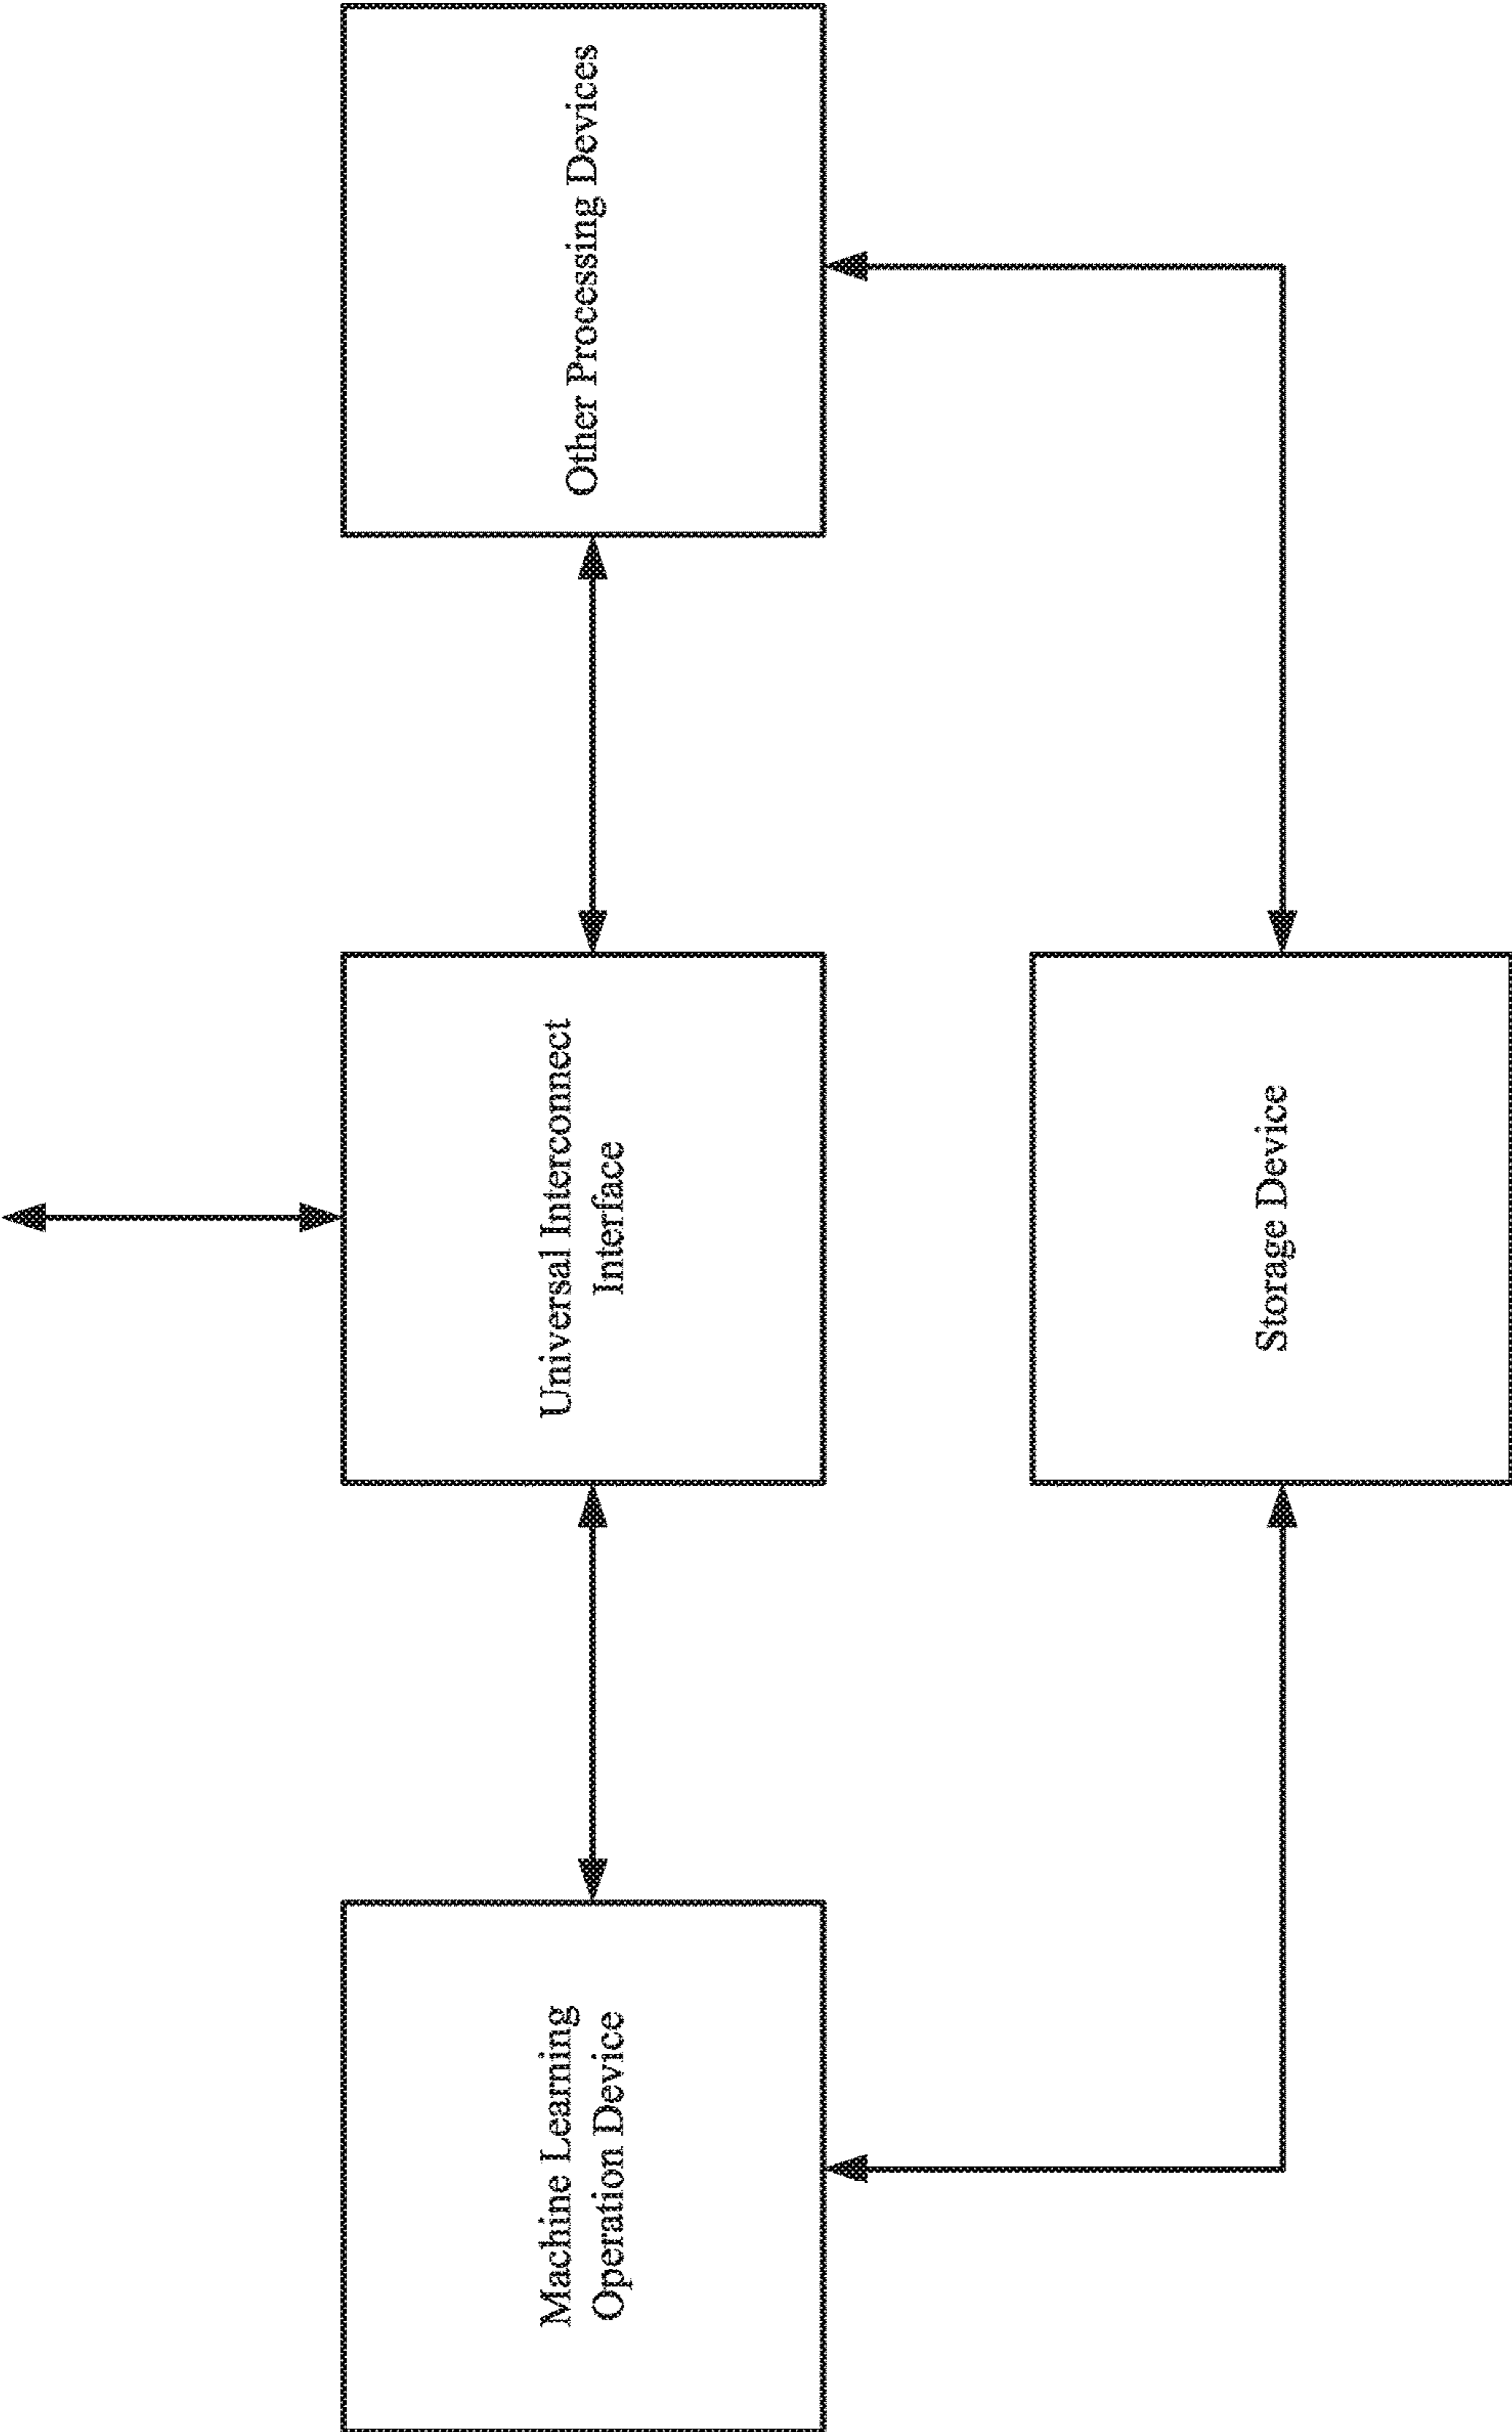 Machine Learning
Operation Device
Universal Interconnect
Interface
Other Processing Devices
Storage Device